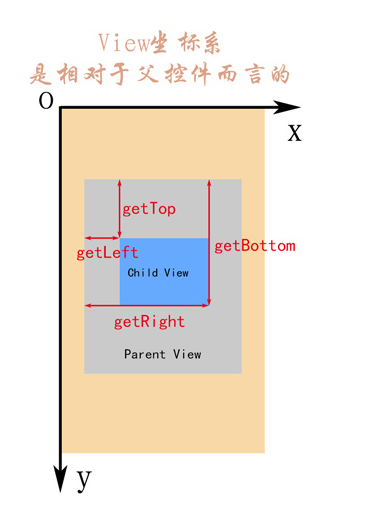 View坐标系
是相对于父控件而言的
O
x
getTop
getLeft
getBottom
Child View
getRight
Parent View
y